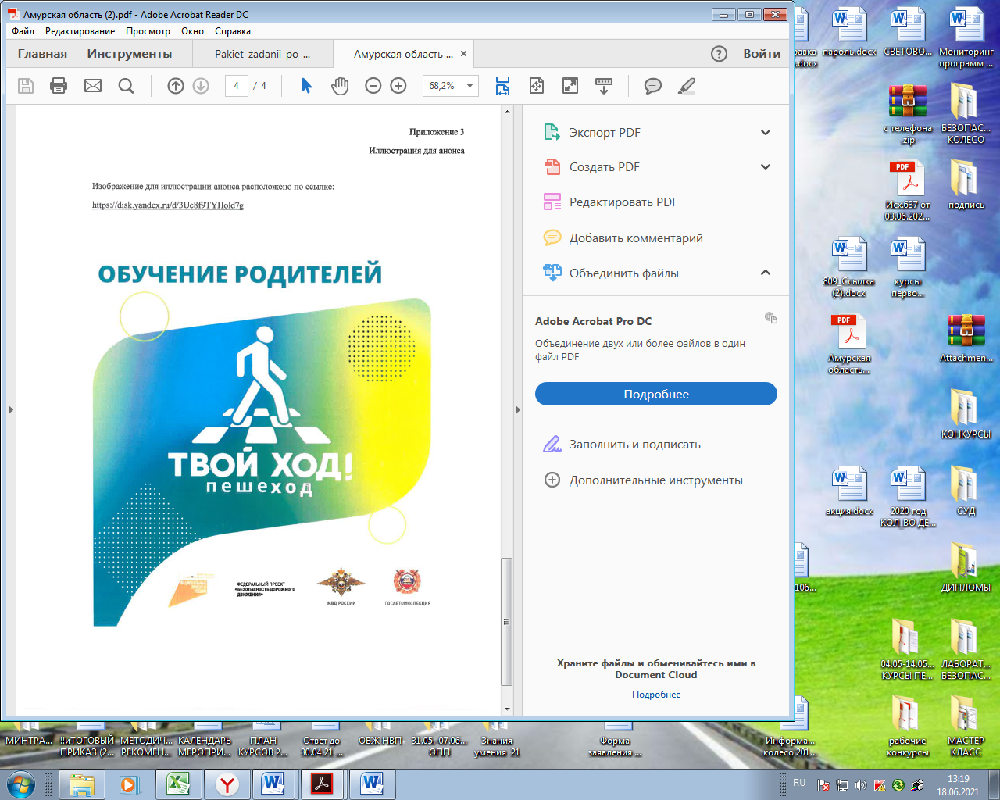 Амурская область (2).pdf - Adobe Acrobat Reader DC
Файл Редактирование Просмотр Окно Справка
Главная Инструменты Pakiet_zadanii_po_... Амурская область ... × Войти
4 / 4 68,2%
Приложение 3
Иллюстрация для анонса
Изображение для иллюстрации анонса расположено по ссылке:
https://disk.yandex.ru/d/3Uc8f9TYHold7g
ОБУЧЕНИЕ РОДИТЕЛЕЙ
ТВОЙ ХОД!
пешеход
ФЕДЕРАЛЬНЫЙ ПРОЕКТ
«БЕЗОПАСНОСТЬ ДОРОЖНОГО
ДВИЖЕНИЯ»
МВД РОССИИ
ГОСАВТОИНСПЕКЦИЯ
Экспорт PDF
Создать PDF
Редактировать PDF
Добавить комментарий
Объединить файлы
Adobe Acrobat Pro DC
Объединение двух или более файлов в один
файл PDF
Подробнее
Заполнить и подписать
Дополнительные инструменты
Храните файлы и обменивайтесь ими в
Document Cloud
Подробнее
равка
.docx
пароль.docx
СВЕТОВО...
Мониторинг
программ ...
с телефона
.zip
БЕЗОПАС...
КОЛЕСО
PDF
Исх.637 от
03.06.202...
подпись
809_Ссылка
(2).docx
курсы
перво...
PDF
Амурская
область...
Attachmen...
КОНКУРСЫ
акция.docx
2020 год
КОЛ_ВО ДЕ...
СУД
106...
ДИПЛОМЫ
04.05-14.05...
КУРСЫ ПЕ...
ЛАБОРАТ...
БЕЗОПАС...
МИНТРА...
!!иТОГОВЫЙ
ПРИКАЗ (2...
МЕТОДИЧ...
РЕКОМЕН...
КАЛЕНДАРЬ
МЕРОПРИ...
ПЛАН
КУРСОВ 2...
Ответ до
30.04.21 ...
ОБЖ НВП
31.05.-07.06...
ОПП
Знания
умения 21
Форма
заявления ...
Информа...
колесо 201...
рабочие
конкурсы
МАСТЕР
КЛАСС
RU
13:19
18.06.2021